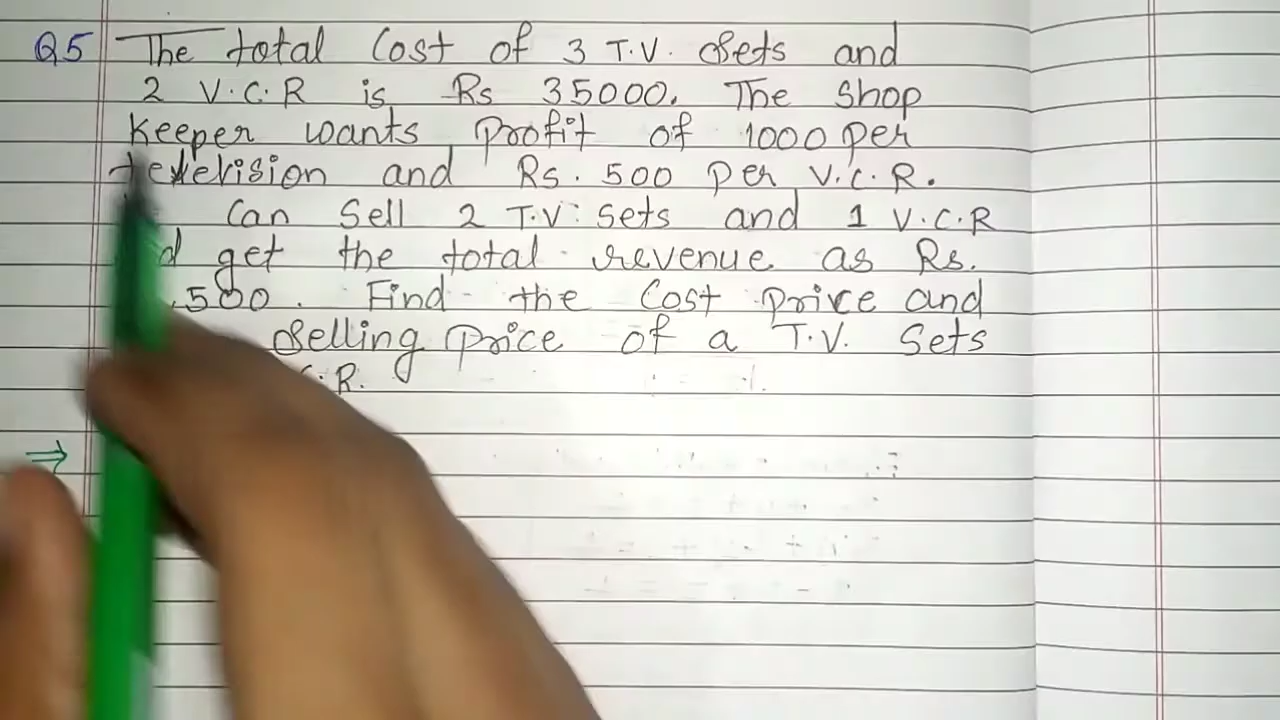 Q5 The total Cost of 3 T.V. Sets and
2 V.C.R is Rs 35000. The Shop
Keeper wants Profit of 1000 per
television and Rs. 500 per V.C.R.
Can Sell 2 T.V. Sets and 1 V.C.R
get the total revenue as Rs.
500. Find the Cost price and
Selling price of a T.V. Sets
⇒